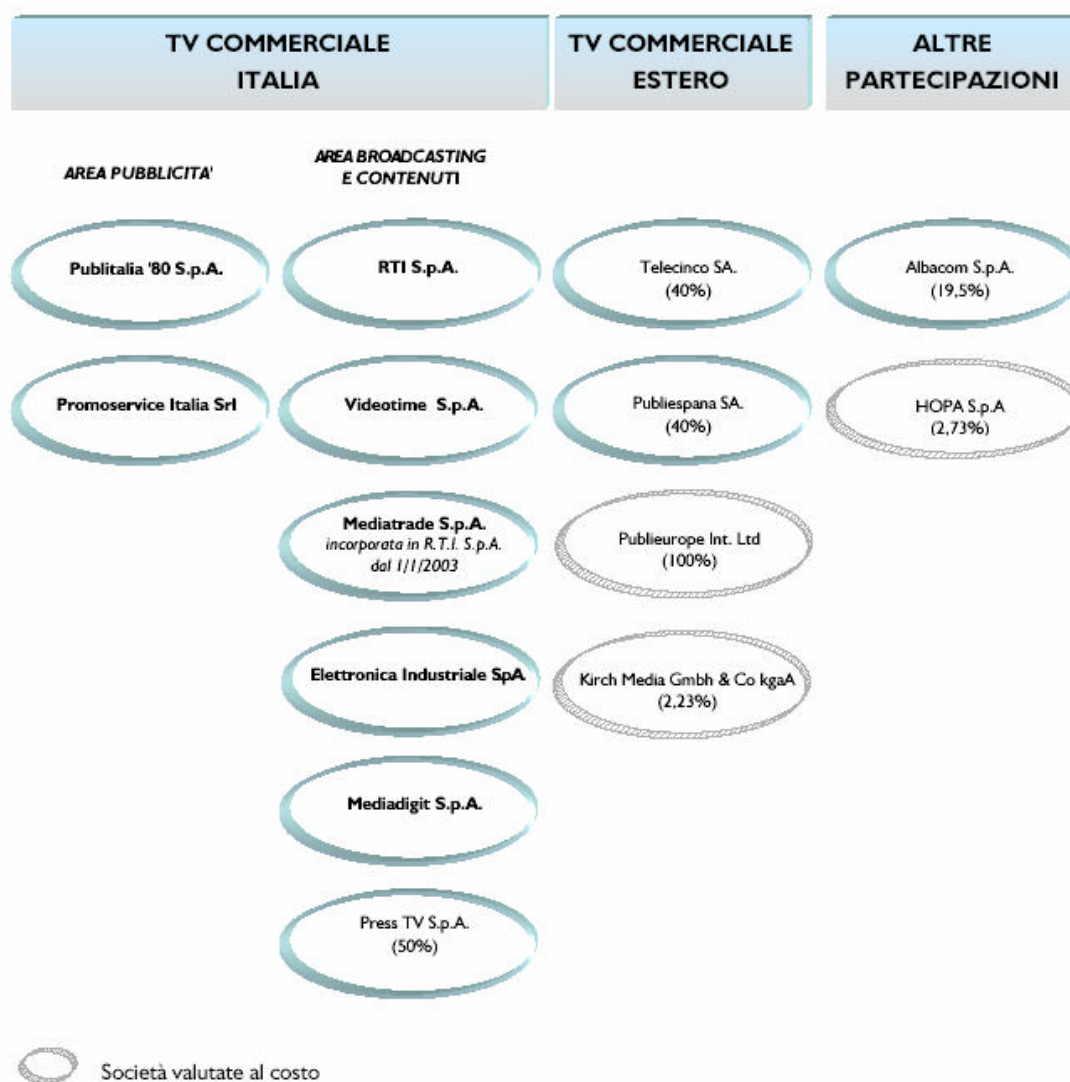 TV COMMERCIALE
ITALIA
TV COMMERCIALE
ESTERO
ALTRE
PARTECIPAZIONI
AREA PUBBLICITA'
AREA BROADCASTING
E CONTENUTI
Publitalia '80 S.p.A.
Promoservice Italia Srl
RTI S.p.A.
Videotime S.p.A.
Mediatrade S.p.A.
incorporata in R.T.I. S.p.A.
dal 1/1/2003
Elettronica Industriale SpA
Mediadigit S.p.A.
Press TV S.p.A.
(50%)
Telecinco SA.
(40%)
Publiespana SA.
(40%)
Publieurope Int. Ltd
(100%)
Kirch Media Gmbh & Co kgaA
(2,23%)
Albacom S.p.A.
(19,5%)
HOPA S.p.A
(2,73%)
Società valutate al costo